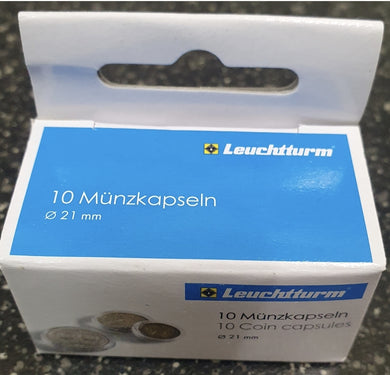 Leuchtturm
10 Münzkapseln
Ø 21 mm
Leuchtturm
10 Münzkapseln
10 Coin capsules
Ø 21 mm